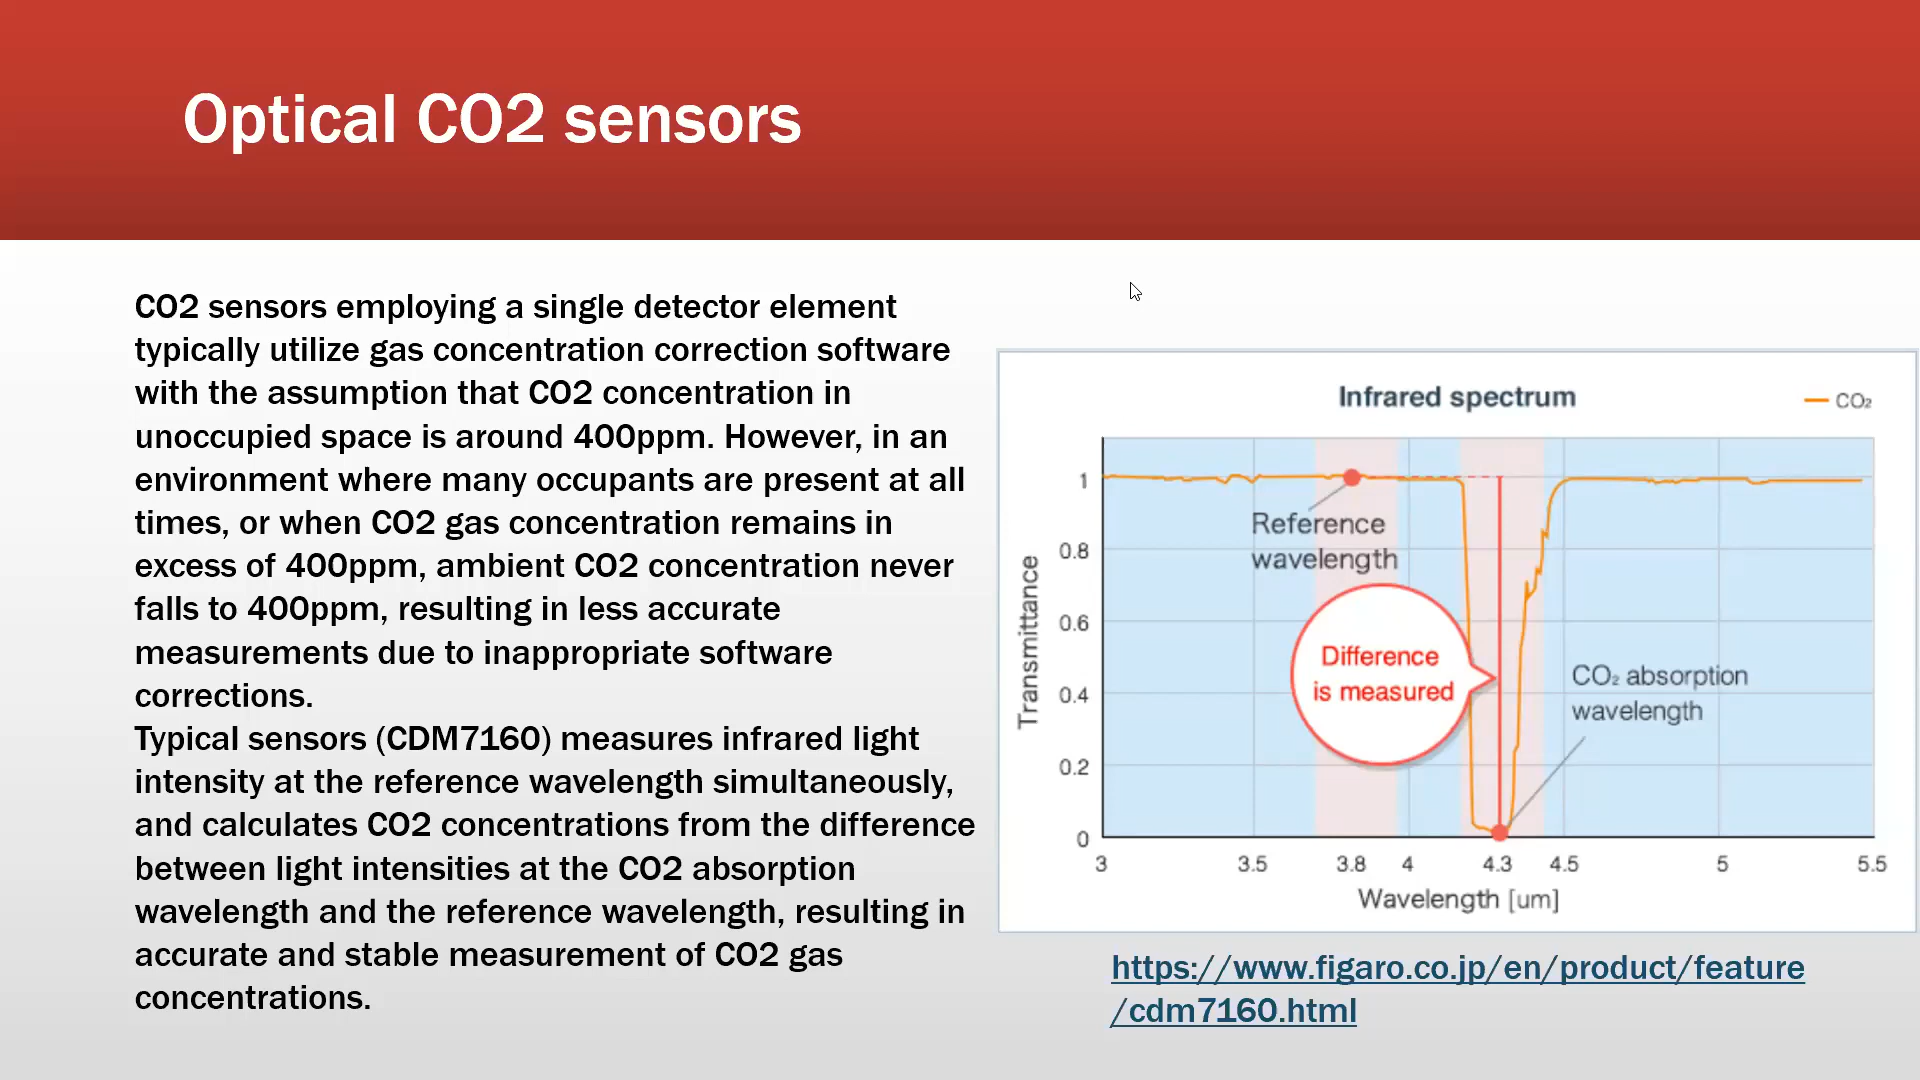 Optical CO2 sensors
CO2 sensors employing a single detector element
typically utilize gas concentration correction software
with the assumption that CO2 concentration in
unoccupied space is around 400ppm. However, in an
environment where many occupants are present at all
times, or when CO2 gas concentration remains in
excess of 400ppm, ambient CO2 concentration never
falls to 400ppm, resulting in less accurate
measurements due to inappropriate software
corrections.
Typical sensors (CDM7160) measures infrared light
intensity at the reference wavelength simultaneously,
and calculates CO2 concentrations from the difference
between light intensities at the CO2 absorption
wavelength and the reference wavelength, resulting in
accurate and stable measurement of CO2 gas
concentrations.
Infrared spectrum
CO₂
Transmittance
1
0.8
0.6
0.4
0.2
0
Reference
wavelength
Difference
is measured
CO₂ absorption
wavelength
3 3.5 3.8 4 4.3 4.5 5 5.5
Wavelength [um]
https://www.figaro.co.jp/en/product/feature
/cdm7160.html